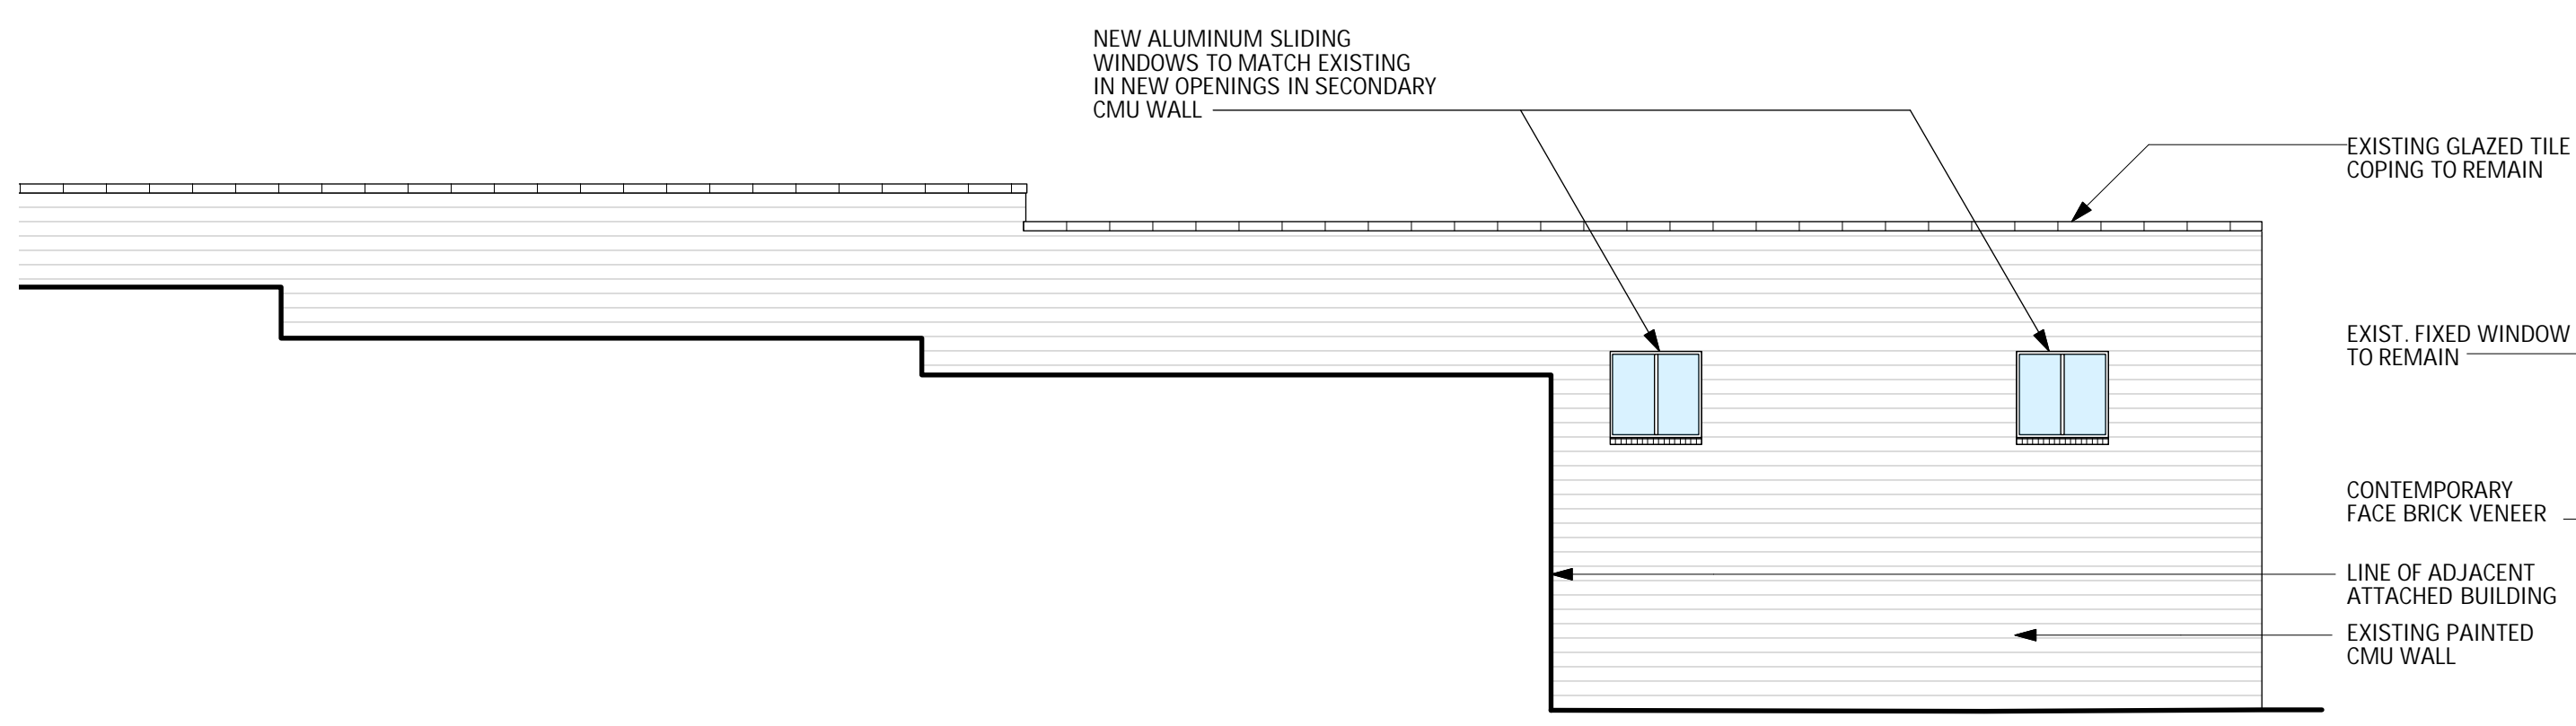 NEW ALUMINUM SLIDING
WINDOWS TO MATCH EXISTING
IN NEW OPENINGS IN SECONDARY
CMU WALL
EXISTING GLAZED TILE
COPING TO REMAIN
EXIST. FIXED WINDOW
TO REMAIN
CONTEMPORARY
FACE BRICK VENEER
LINE OF ADJACENT
ATTACHED BUILDING
EXISTING PAINTED
CMU WALL